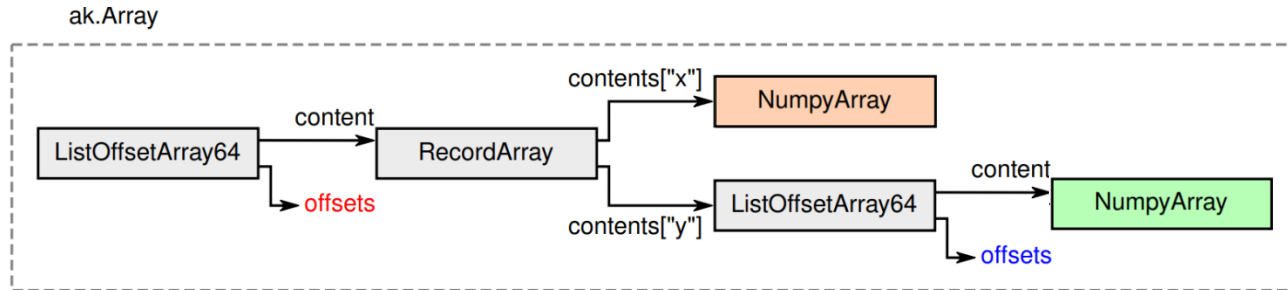 ak.Array
contents["x"]
NumpyArray
content
ListOffsetArray64
RecordArray
offsets
content
ListOffsetArray64
NumpyArray
contents["y"]
offsets